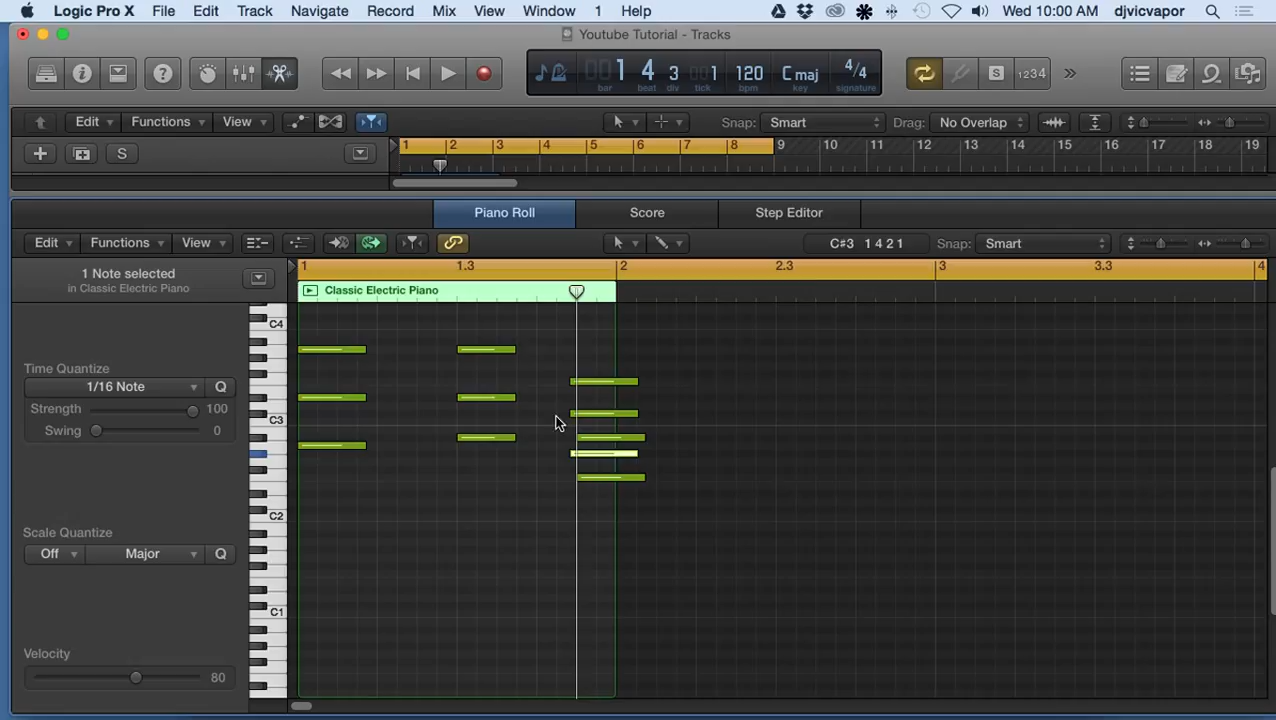 Logic Pro X File Edit Track Navigate Record Mix View Window 1 Help Wed 10:00 AM djvicvapor
Youtube Tutorial - Tracks
001 4 3 001 120 C maj 4/4
bar beat div tick bpm key signature
S 1234
Edit Functions View Snap: Smart Drag: No Overlap
S 1 2 3 4 5 6 7 8 9 10 11 12 13 14 15 16 17 18 19
Piano Roll Score Step Editor
Edit Functions View C#3 1 4 2 1 Snap: Smart
1 Note selected
in Classic Electric Piano
1 1.3 2 2.3 3 3.3 4
Classic Electric Piano
C4
Time Quantize
1/16 Note Q
Strength 100
C3
Swing 0
C2
Scale Quantize
Off Major Q
C1
Velocity
80